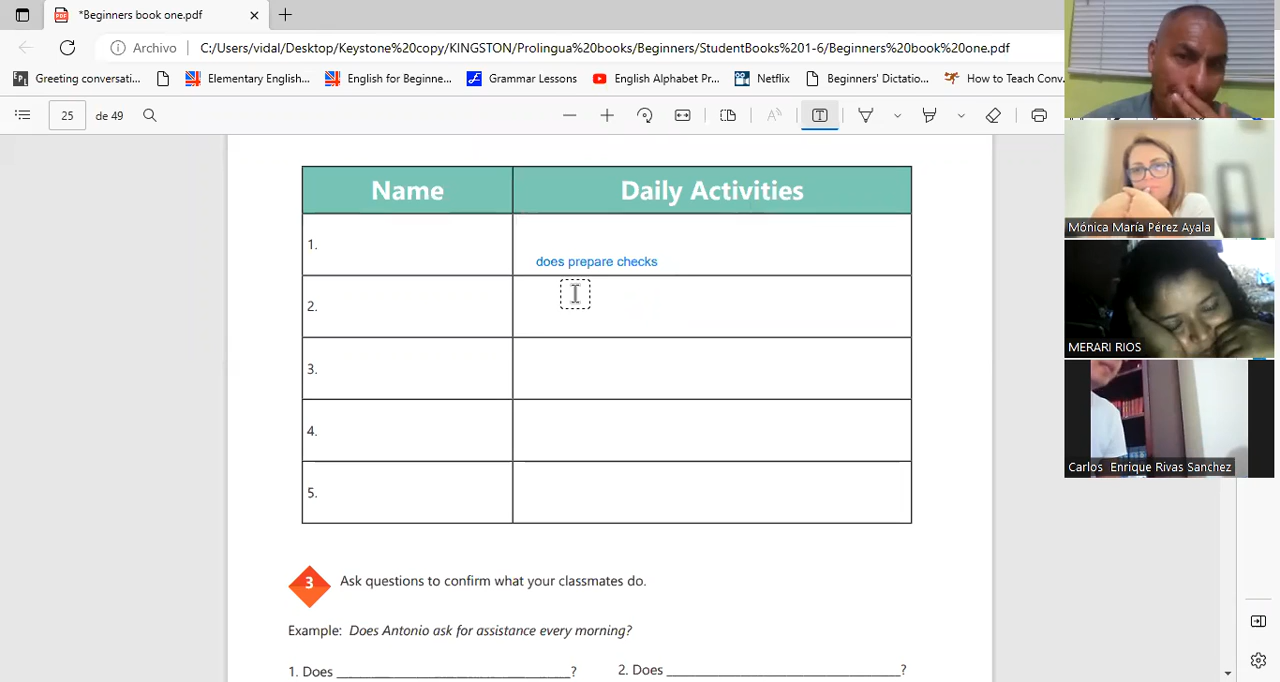 *Beginners book one.pdf
Archivo
C:/Users/vidal/Desktop/Keystone%20copy/KINGSTON/Prolingua%20books/Beginners/StudentBooks%201-6/Beginners%20book%20one.pdf
Greeting conversati...
Elementary English...
English for Beginne...
Grammar Lessons
English Alphabet Pr...
Netflix
Beginners' Dictatio...
How to Teach Conv
25 de 49
Name
Daily Activities
1.
does prepare checks
2.
3.
4.
5.
3 Ask questions to confirm what your classmates do.
Example: Does Antonio ask for assistance every morning?
1. Does ____________________________?
2. Does ____________________________?
Mónica María Pérez Ayala
MERARI RIOS
Carlos Enrique Rivas Sanchez